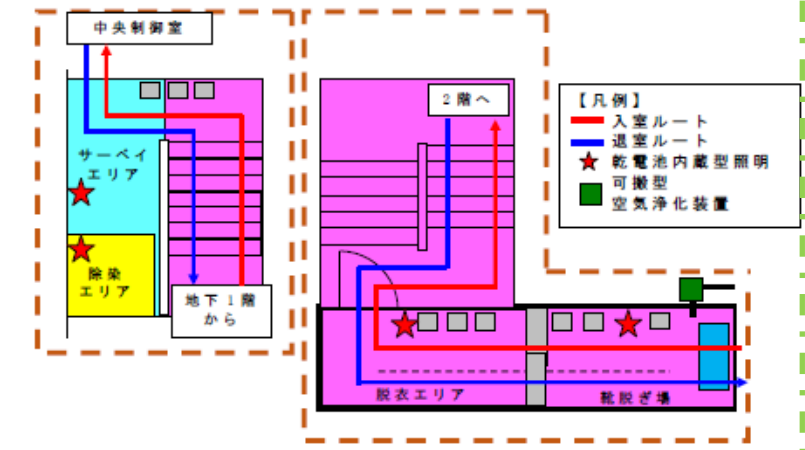 中央制御室
サーベイ
エリア
除染
エリア
地下1階
から
2階へ
脱衣エリア
靴脱ぎ場
【凡例】
入室ルート
退室ルート
乾電池内蔵型照明
可搬型
空気浄化装置